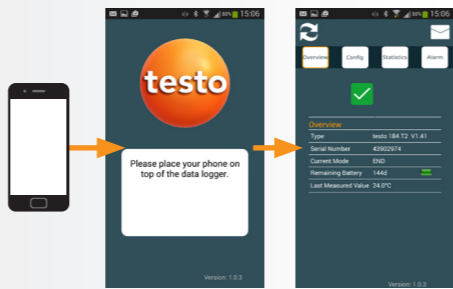 80% 15:06
testo
Please place your phone on
top of the data logger.
Version: 1.0.3
80% 15:06
Overview Config. Statistics Alarm
Overview
Type testo 184 T2 V1.41
Serial Number 43902974
Current Mode END
Remaining Battery 144d
Last Measured Value 24.0°C
Version: 1.0.3